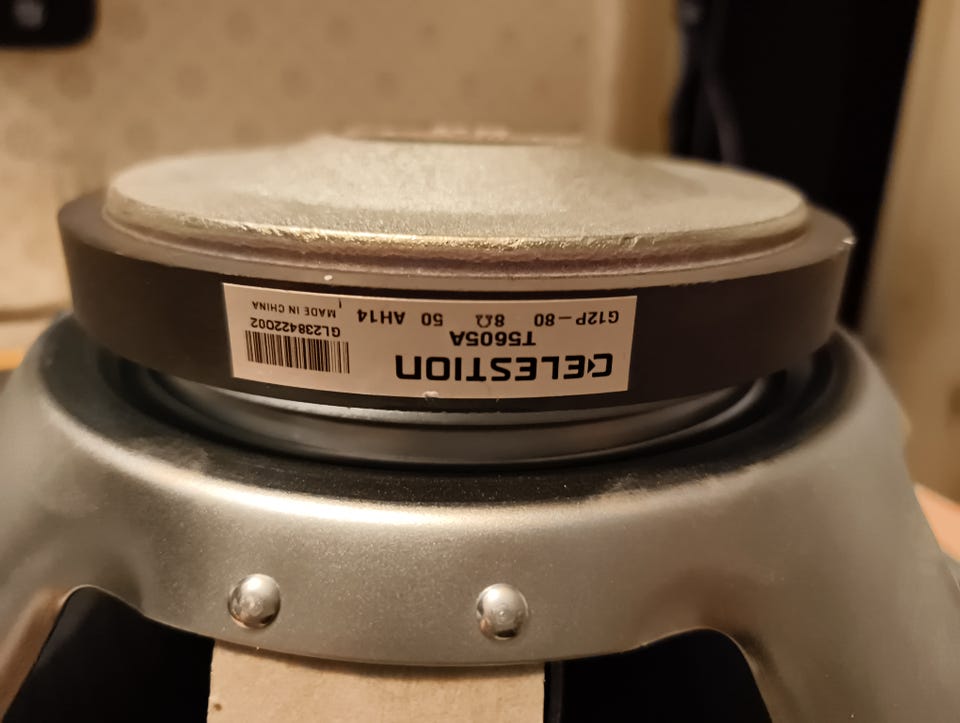 CELESTION
T5605A
G12P-80 8Ω 50 AH14
GL238422002
MADE IN CHINA